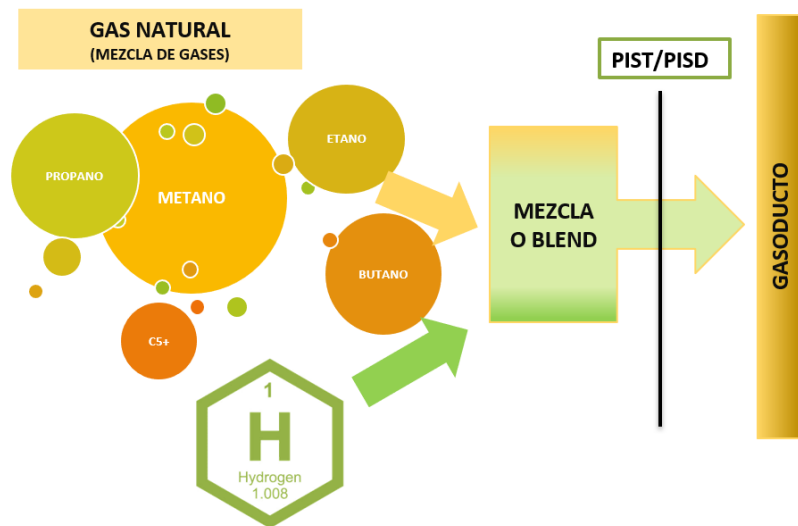 GAS NATURAL
(MEZCLA DE GASES)
PIST/PISD
ETANO
PROPANO
METANO
MEZCLA
O BLEND
BUTANO
C5+
GASODUCTO
1
H
Hydrogen
1.008